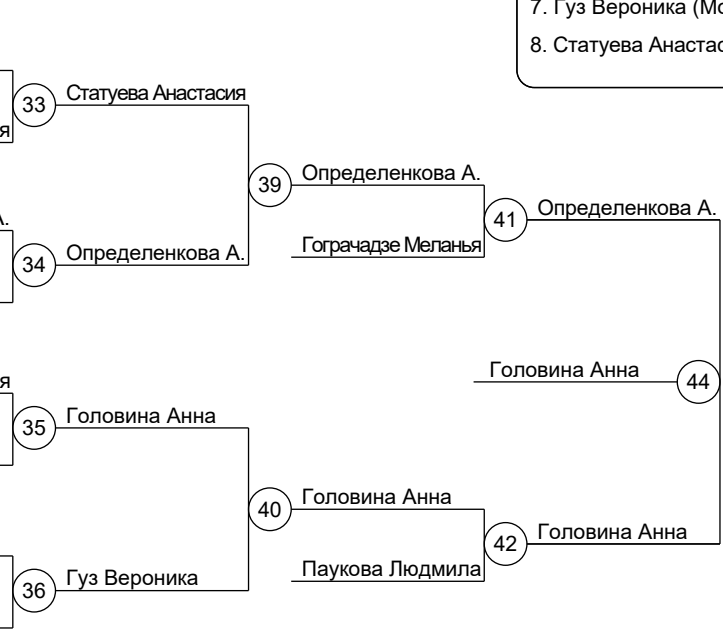 7. Гуз Вероника
8. Статуева
33 Статуева Анастасия
39 Определенкова А.
41 Определенкова А.
Гограчадзе Меланья
34 Определенкова А.
Головина Анна 44
35 Головина Анна
40 Головина Анна
42 Головина Анна
Паукова Людмила
36 Гуз Вероника